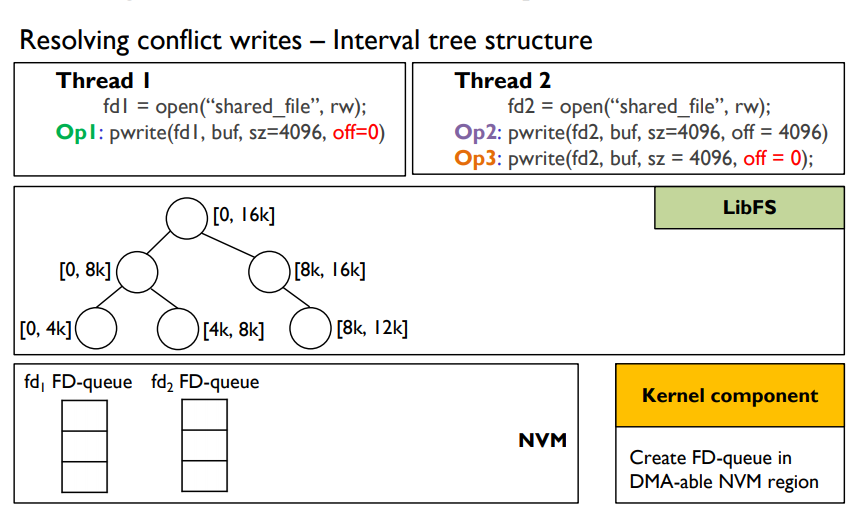 Resolving conflict writes – Interval tree structure
Thread 1
fd1 = open(“shared_file”, rw);
Op1: pwrite(fd1, buf, sz=4096, off=0)
Thread 2
fd2 = open(“shared_file”, rw);
Op2: pwrite(fd2, buf, sz=4096, off = 4096)
Op3: pwrite(fd2, buf, sz = 4096, off = 0);
LibFS
[0, 16k]
[0, 8k]
[8k, 16k]
[0, 4k]
[4k, 8k]
[8k, 12k]
fd₁ FD-queue
fd₂ FD-queue
NVM
Kernel component
Create FD-queue in
DMA-able NVM region